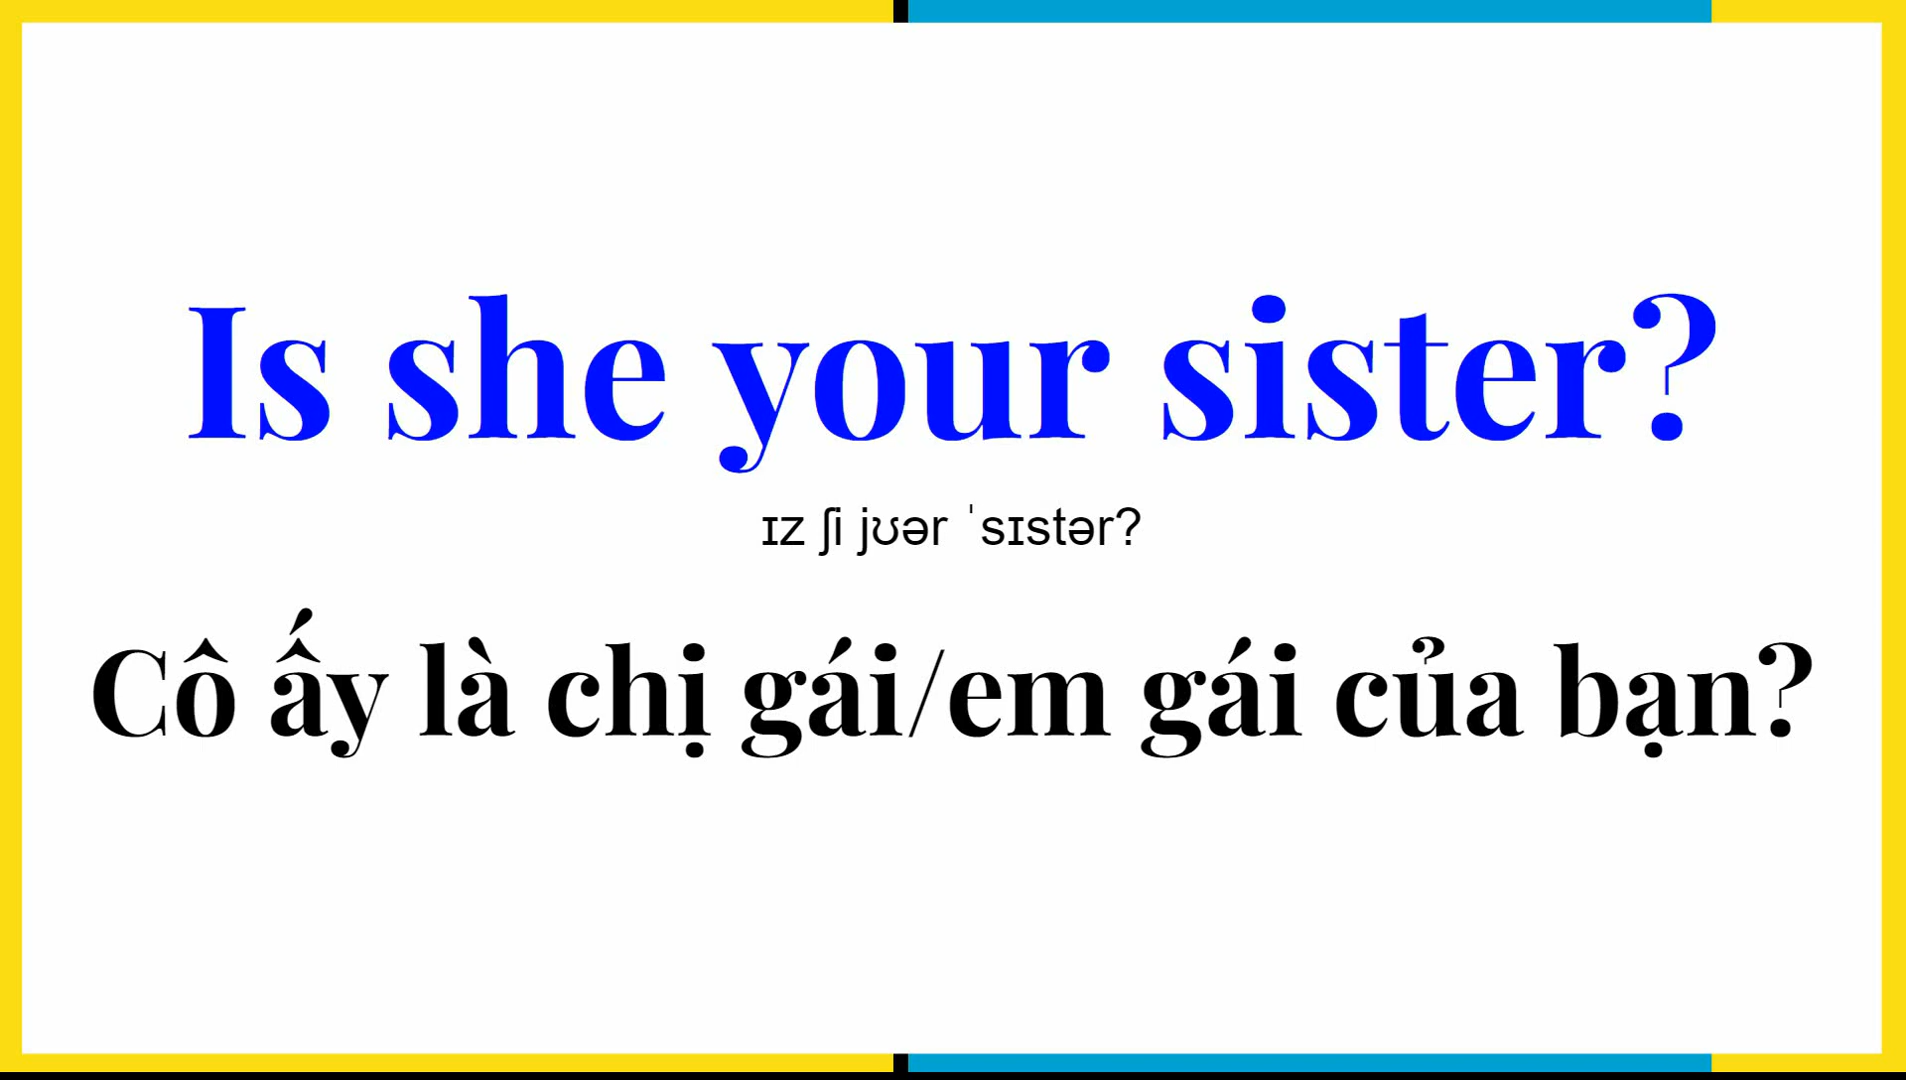 Is she your sister?
ɪz ʃi jʊər ˈsɪstər?
Cô ấy là chị gái/em gái của bạn?